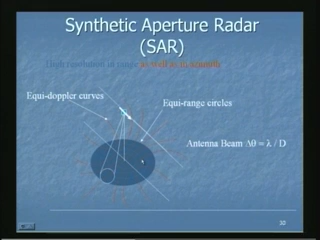 Synthetic Aperture Radar
(SAR)
High resolution in range as well as in azimuth
Equi-doppler curves
Equi-range circles
Antenna Beam Δθ = λ / D
30